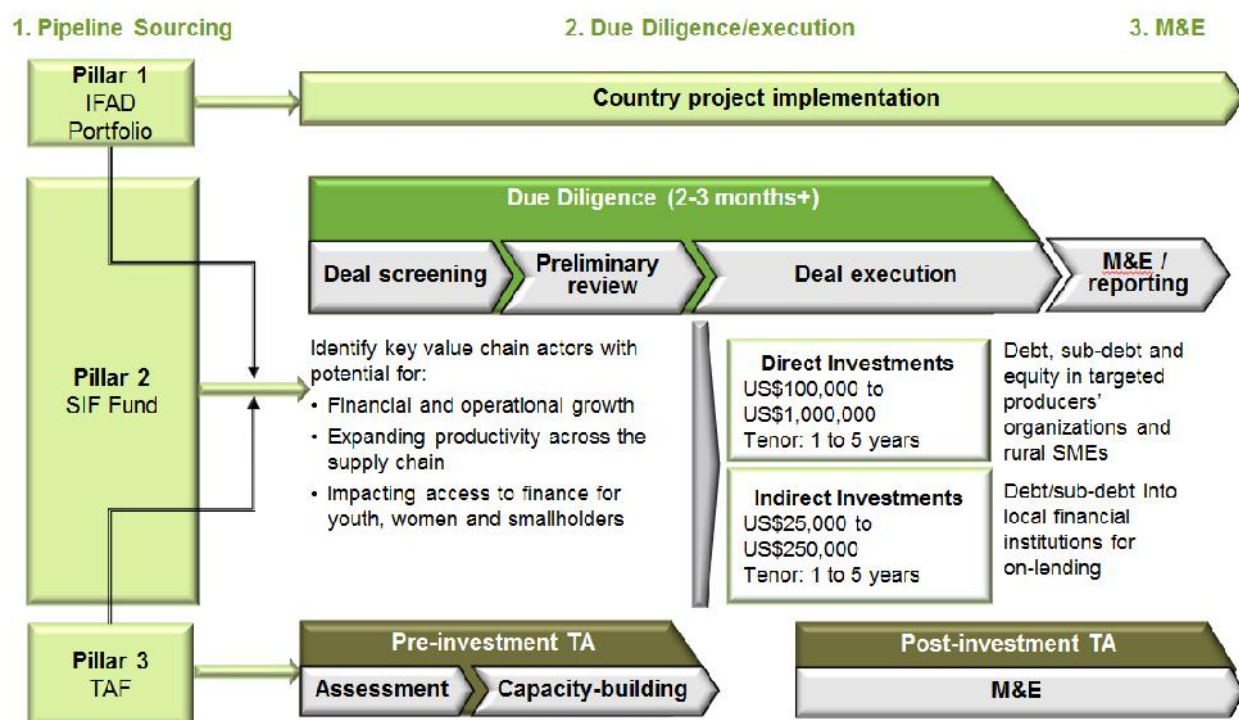 1. Pipeline Sourcing
2. Due Diligence/execution
3. M&E
Pillar 1
IFAD
Portfolio
Country project implementation
Pillar 2
SIF Fund
Due Diligence (2-3 months+)
Deal screening
Preliminary
review
Deal execution
M&E /
reporting
Identify key value chain actors with
potential for:
• Financial and operational growth
• Expanding productivity across the
supply chain
• Impacting access to finance for
youth, women and smallholders
Direct Investments
US$100,000 to
US$1,000,000
Tenor: 1 to 5 years
Debt, sub-debt and
equity in targeted
producers'
organizations and
rural SMEs
Indirect Investments
US$25,000 to
US$250,000
Tenor: 1 to 5 years
Debt/sub-debt Into
local financial
institutions for
on-lending
Pillar 3
TAF
Pre-investment TA
Assessment
Capacity-building
Post-investment TA
M&E